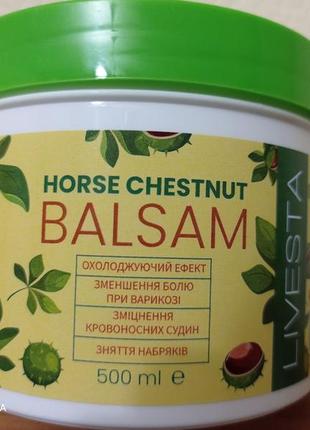 HORSE CHESTNUT
BALSAM
ОХОЛОДЖУЮЧИЙ ЕФЕКТ
ЗМЕНШЕННЯ БОЛЮ
ПРИ ВАРИКОЗІ
ЗМІЦНЕННЯ
КРОВОНОСНИХ СУДИН
ЗНЯТТЯ НАБРЯКІВ
500 ml e
LIVESTA